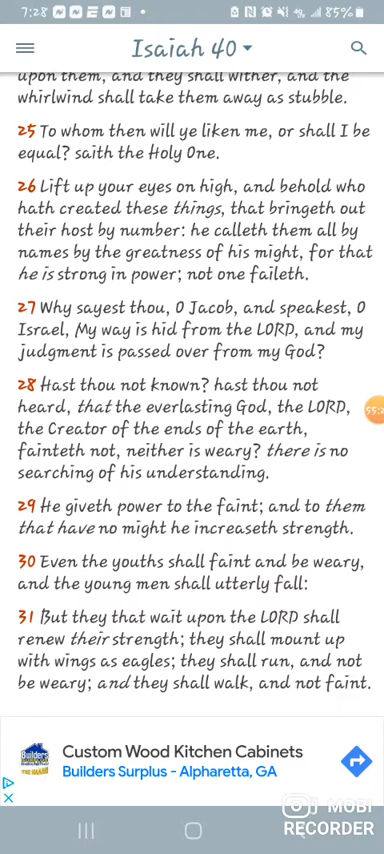 7:28
85%
Isaiah 40
upon them, and they shall wither, and the
whirlwind shall take them away as stubble.
25 To whom then will ye liken me, or shall I be
equal? saith the Holy One.
26 Lift up your eyes on high, and behold who
hath created these things, that bringeth out
their host by number: he calleth them all by
names by the greatness of his might, for that
he is strong in power; not one faileth.
27 Why sayest thou, O Jacob, and speakest, O
Israel, My way is hid from the LORD, and my
judgment is passed over from my God?
28 Hast thou not known? hast thou not
heard, that the everlasting God, the LORD,
the Creator of the ends of the earth,
fainteth not, neither is weary? there is no
searching of his understanding.
29 He giveth power to the faint; and to them
that have no might he increaseth strength.
30 Even the youths shall faint and be weary,
and the young men shall utterly fall:
31 But they that wait upon the LORD shall
renew their strength; they shall mount up
with wings as eagles; they shall run, and not
be weary; and they shall walk, and not faint.
Custom Wood Kitchen Cabinets
Builders Surplus - Alpharetta, GA
MOBI
RECORDER